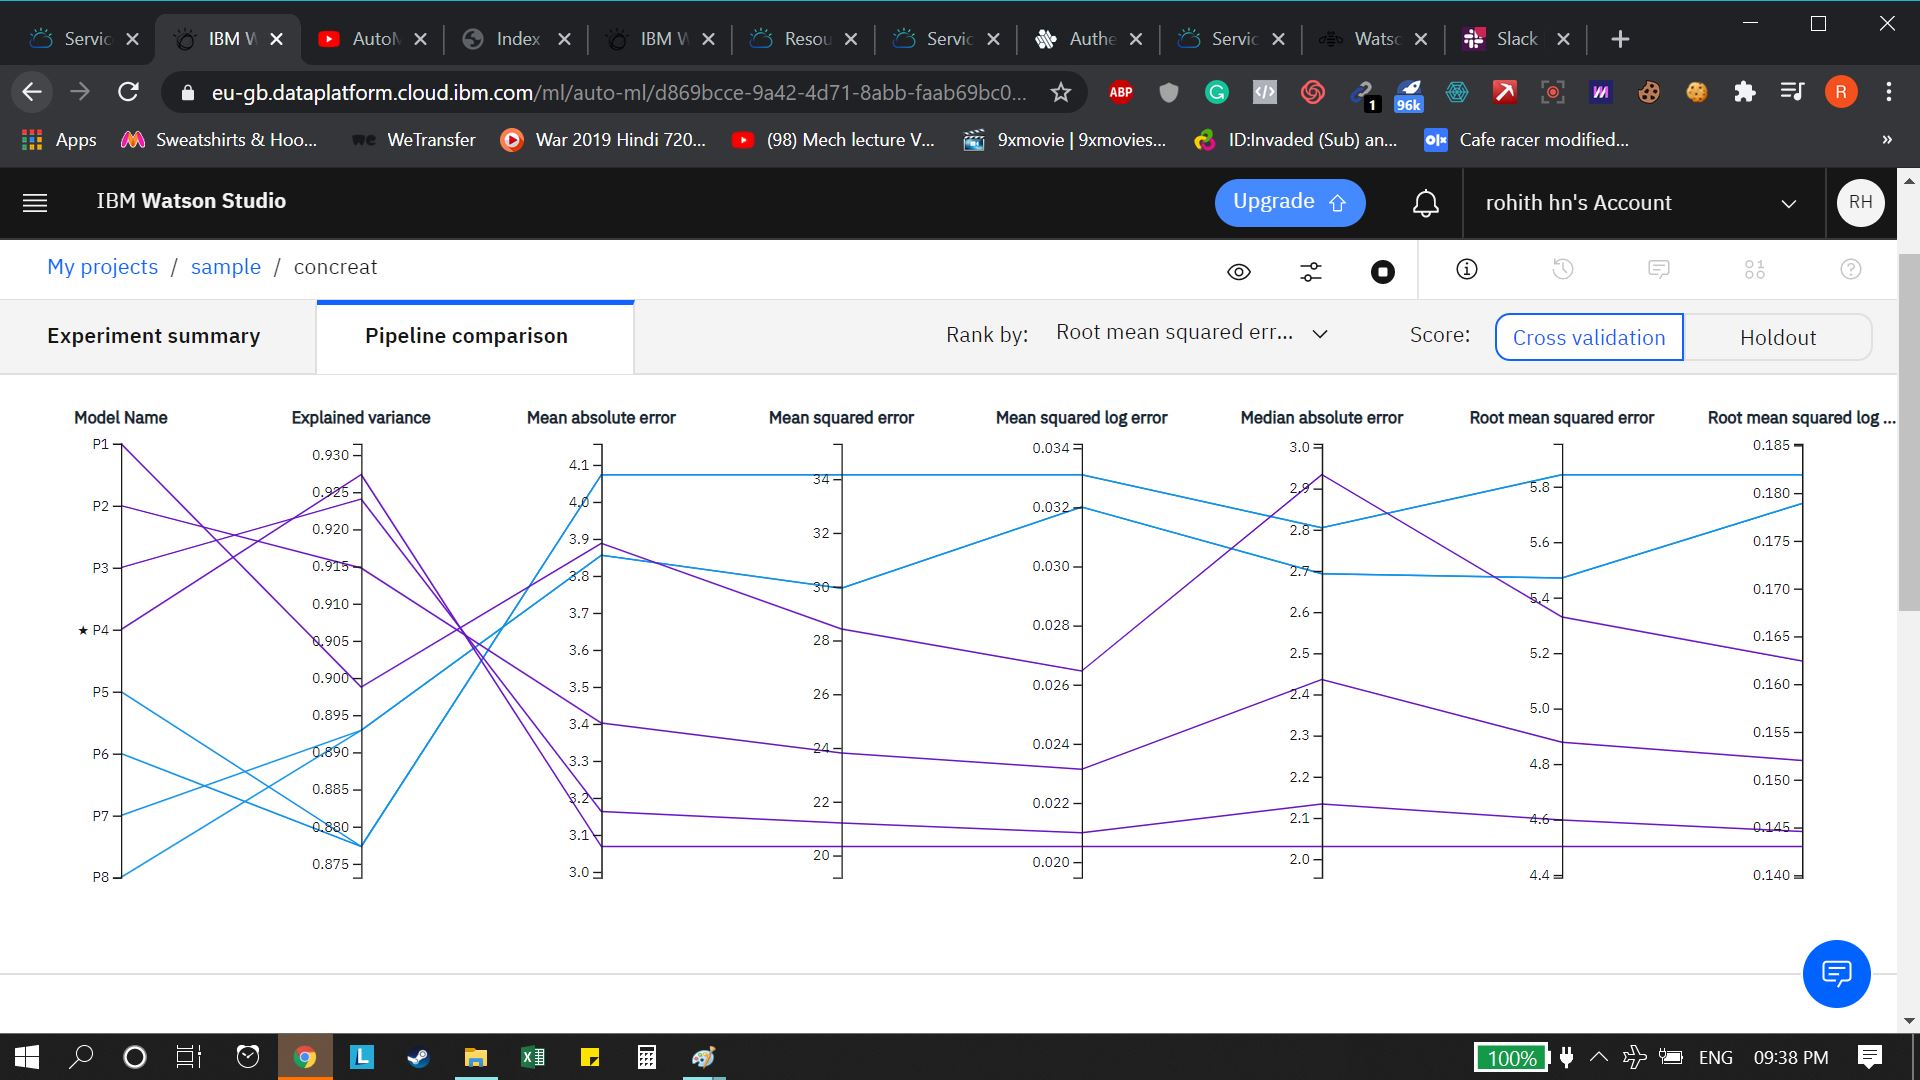 Servic
IBM W
AutoM
Index
IBM W
Resou
Servic
Authe
Servic
Watso
Slack
eu-gb.dataplatform.cloud.ibm.com/ml/auto-ml/d869bcce-9a42-4d71-8abb-faab69bc0...
ABP
1
96k
R
Apps
Sweatshirts & Hoo...
we WeTransfer
War 2019 Hindi 720...
(98) Mech lecture V...
9xmovie | 9xmovies...
ID:Invaded (Sub) an...
olx Cafe racer modified...
»
IBM Watson Studio
Upgrade
rohith hn's Account
RH
My projects / sample / concreat
Experiment summary
Pipeline comparison
Rank by: Root mean squared err...
Score: Cross validation Holdout
Model Name
P1
P2
P3
★ P4
P5
P6
P7
P8
Explained variance
0.930
0.925
0.920
0.915
0.910
0.905
0.900
0.895
0.890
0.885
0.880
0.875
Mean absolute error
4.1
4.0
3.9
3.8
3.7
3.6
3.5
3.4
3.3
3.2
3.1
3.0
Mean squared error
34
32
30
28
26
24
22
20
Mean squared log error
0.034
0.032
0.030
0.028
0.026
0.024
0.022
0.020
Median absolute error
3.0
2.9
2.8
2.7
2.6
2.5
2.4
2.3
2.2
2.1
2.0
Root mean squared error
5.8
5.6
5.4
5.2
5.0
4.8
4.6
4.4
Root mean squared log ...
0.185
0.180
0.175
0.170
0.165
0.160
0.155
0.150
0.145
0.140
L
100%
ENG
09:38 PM